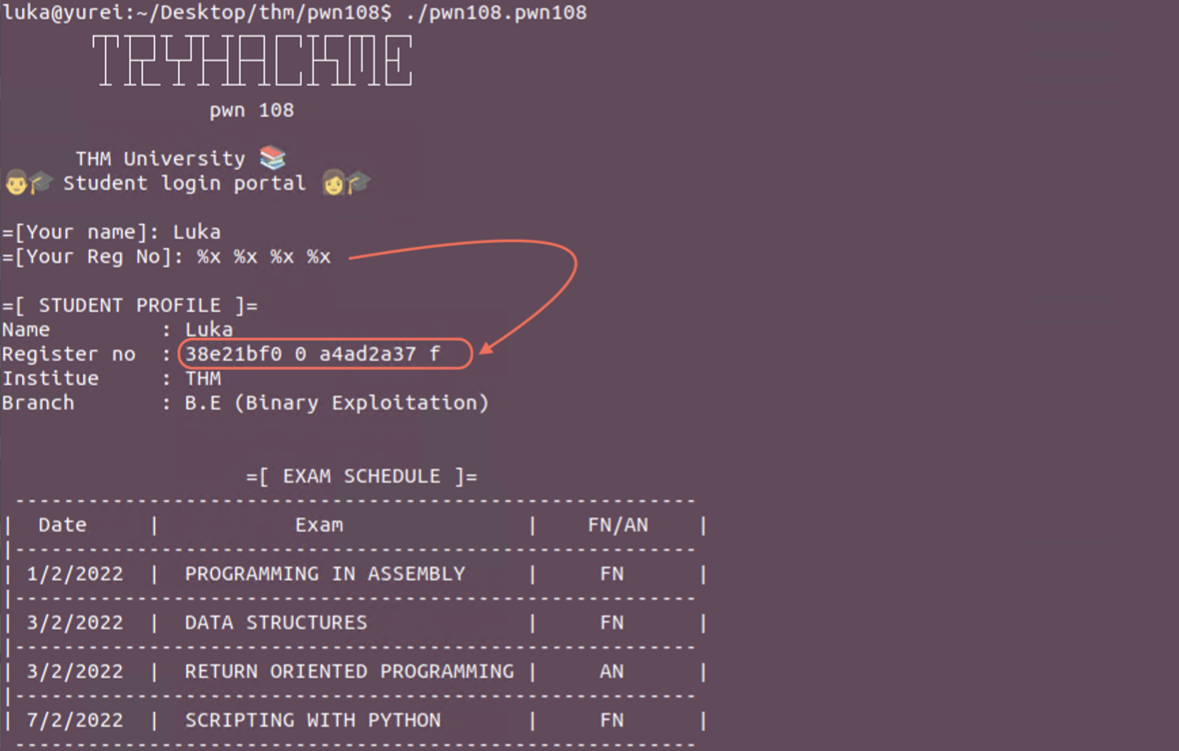 luka@yurei:~/Desktop/thm/pwn108$ ./pwn108.pwn108
TRYHACKME
pwn 108
THM University 📚
👨‍🎓 Student login portal 👩‍🎓
=[Your name]: Luka
=[Your Reg No]: %x %x %x %x
=[ STUDENT PROFILE ]=
Name : Luka
Register no : 38e21bf0 0 a4ad2a37 f
Institue : THM
Branch : B.E (Binary Exploitation)
=[ EXAM SCHEDULE ]=
--------------------------------------------------------
| Date | Exam | FN/AN |
|--------------------------------------------------------
| 1/2/2022 | PROGRAMMING IN ASSEMBLY | FN |
|--------------------------------------------------------
| 3/2/2022 | DATA STRUCTURES | FN |
|--------------------------------------------------------
| 3/2/2022 | RETURN ORIENTED PROGRAMMING | AN |
|--------------------------------------------------------
| 7/2/2022 | SCRIPTING WITH PYTHON | FN |
--------------------------------------------------------